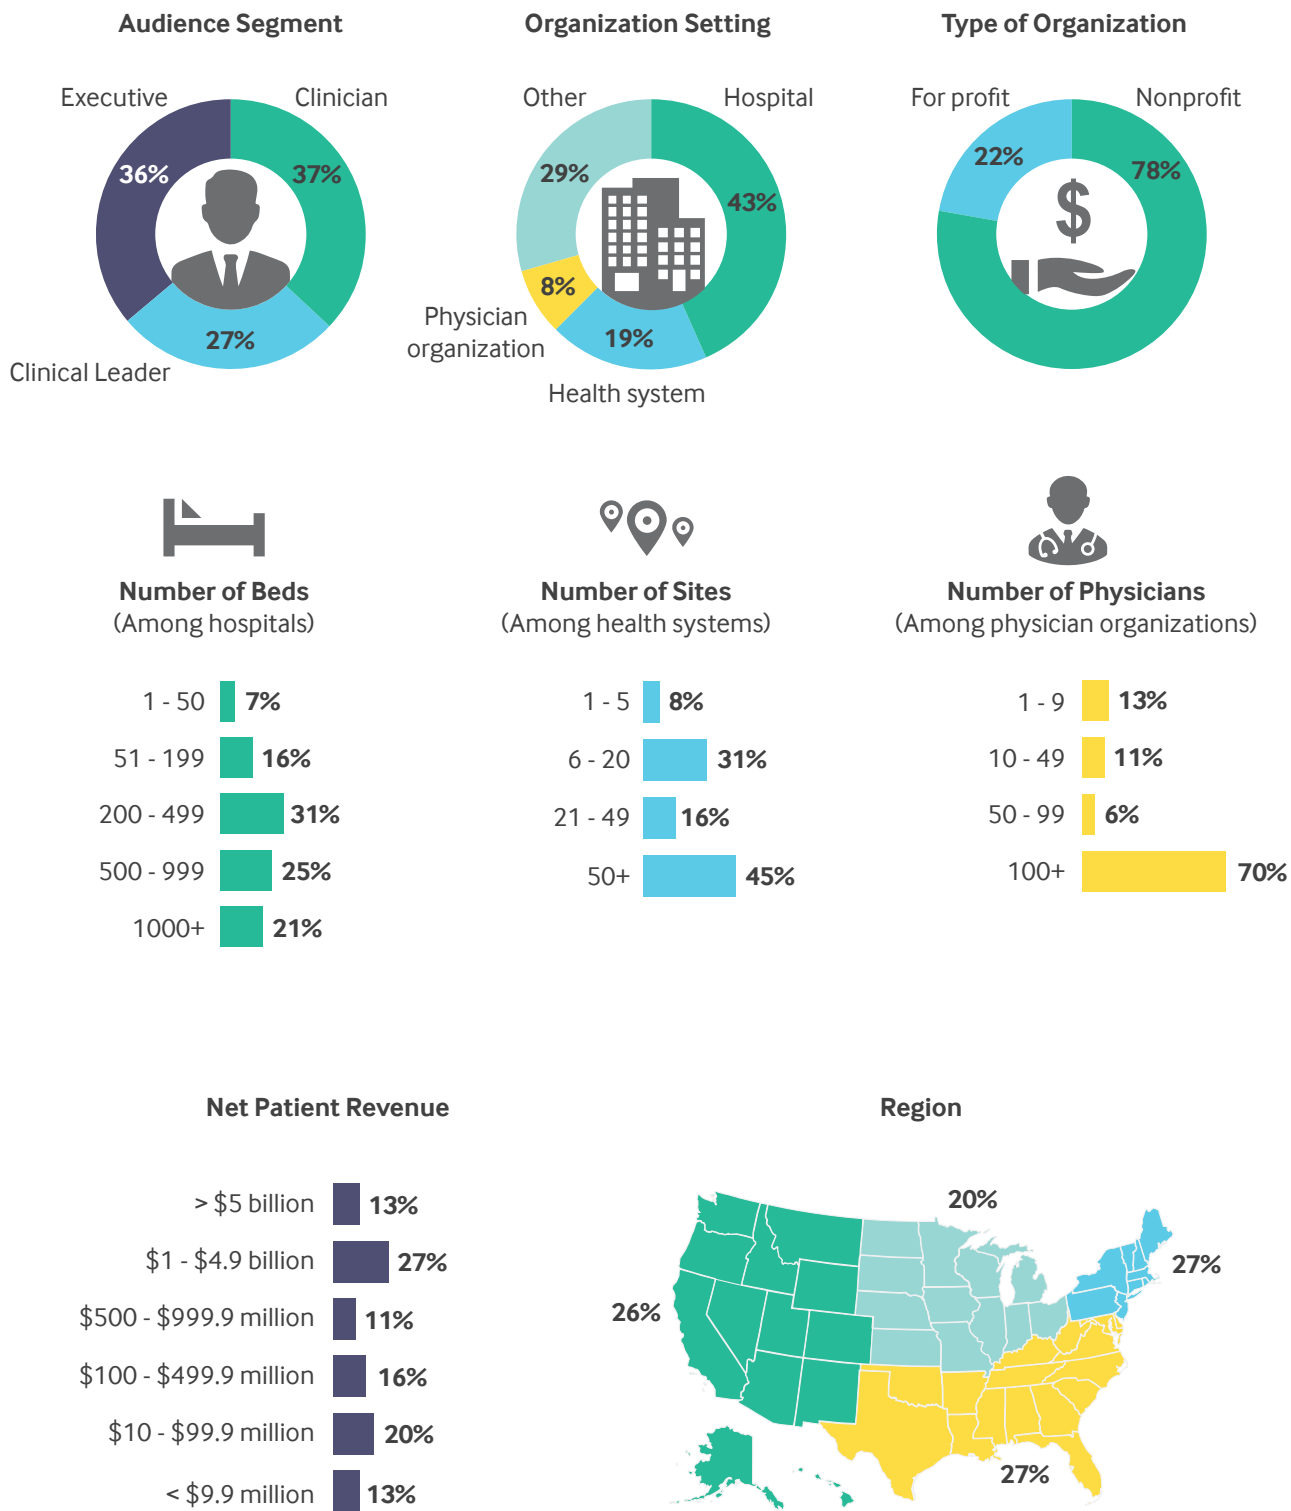 Audience Segment
Executive
Clinician
36%
37%
27%
Clinical Leader
Organization Setting
Other
Hospital
29%
43%
8%
Physician
organization
19%
Health system
Type of Organization
For profit
Nonprofit
22%
78%
$
Number of Beds
(Among hospitals)
1 - 50 7%
51 - 199 16%
200 - 499 31%
500 - 999 25%
1000+ 21%
Number of Sites
(Among health systems)
1 - 5 8%
6 - 20 31%
21 - 49 16%
50+ 45%
Number of Physicians
(Among physician organizations)
1 - 9 13%
10 - 49 11%
50 - 99 6%
100+ 70%
Net Patient Revenue
> $5 billion 13%
$1 - $4.9 billion 27%
$500 - $999.9 million 11%
$100 - $499.9 million 16%
$10 - $99.9 million 20%
< $9.9 million 13%
Region
20%
27%
26%
27%